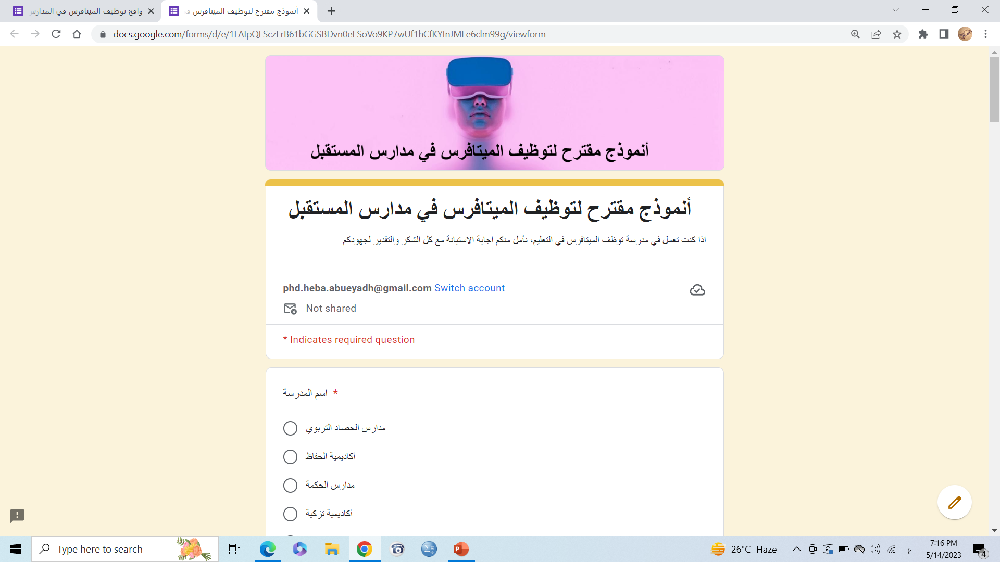 واقع توظيف الميتافرس في المدارس
أنموذج مقترح لتوظيف الميتافرس ف
docs.google.com/forms/d/e/1FAIpQLSczFrB61bGGSBDvn0eESoVo9KP7wUf1hCfKYInJMFe6clm99g/viewform
أنموذج مقترح لتوظيف الميتافرس في مدارس المستقبل
أنموذج مقترح لتوظيف الميتافرس في مدارس المستقبل
اذا كنت تعمل في مدرسة توظف الميتافرس في التعليم، نأمل منكم اجابة الاستبانة مع كل الشكر والتقدير لجهودكم
phd.heba.abueyadh@gmail.com Switch account
Not shared
* Indicates required question
اسم المدرسة *
مدارس الحصاد التربوي
أكاديمية الحفاظ
مدارس الحكمة
أكاديمية تزكية
Type here to search
26°C Haze
ع
7:16 PM
5/14/2023
4